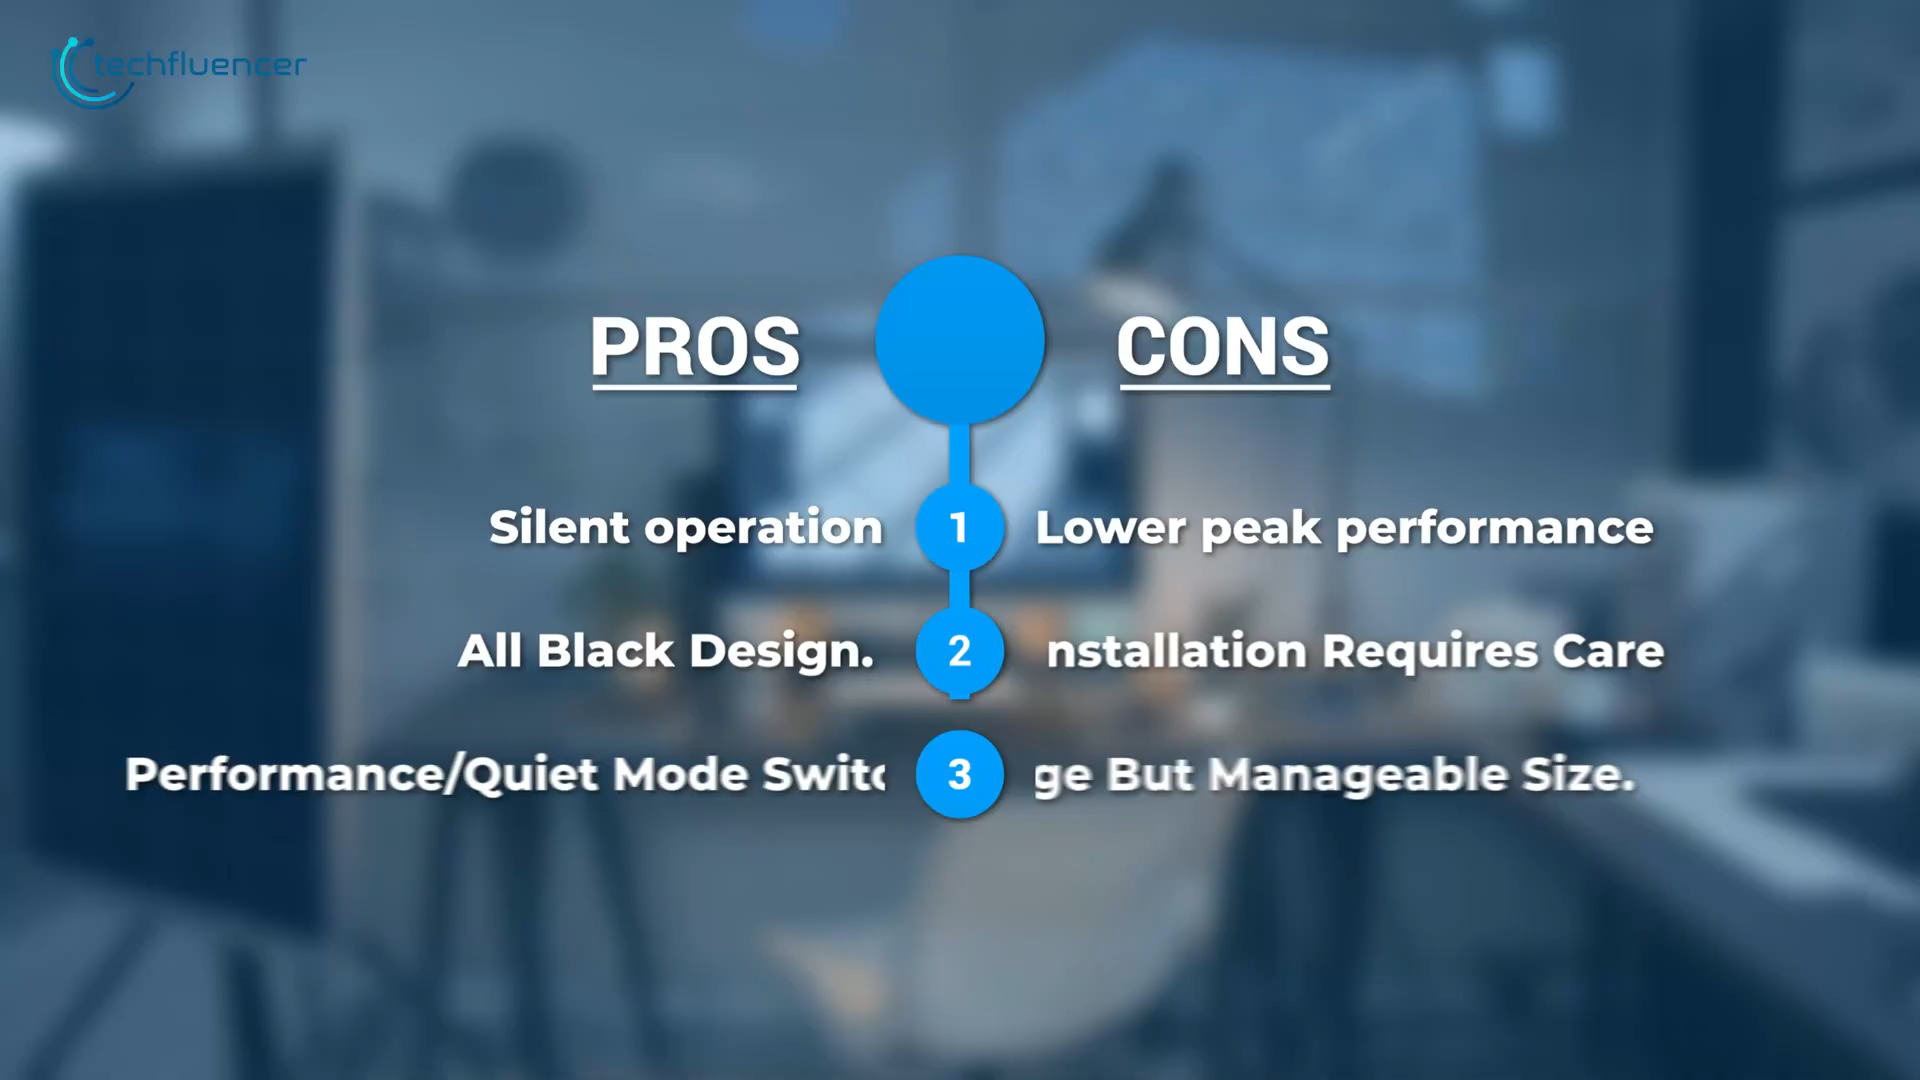 techfluencer
PROS
CONS
Silent operation
1
Lower peak performance
All Black Design.
2
nstallation Requires Care
Performance/Quiet Mode Switc
3
ge But Manageable Size.